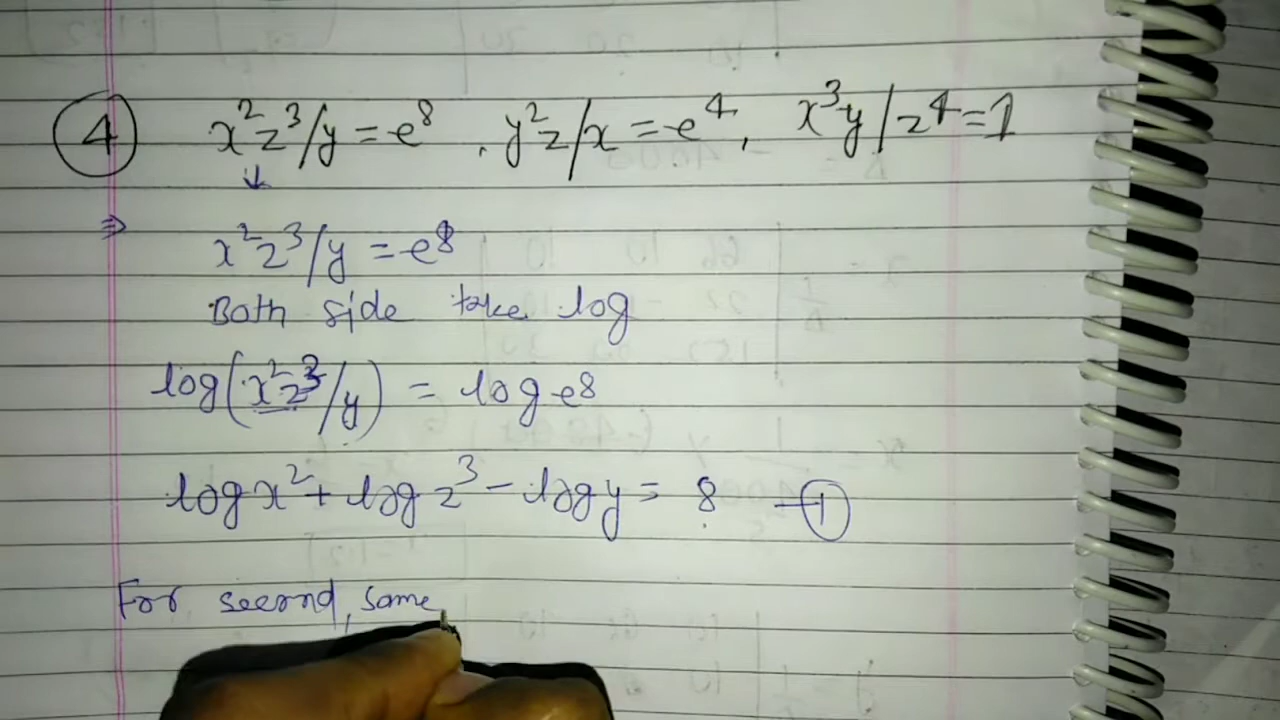 ④ x²z³/y = e⁸, y²z/x = e⁴, x³y/z⁴ = 1
↓
⇒ x²z³/y = e⁸
Both side take log
log(x²z³/y) = log e⁸
log x² + log z³ - log y = 8 —①
For second, same